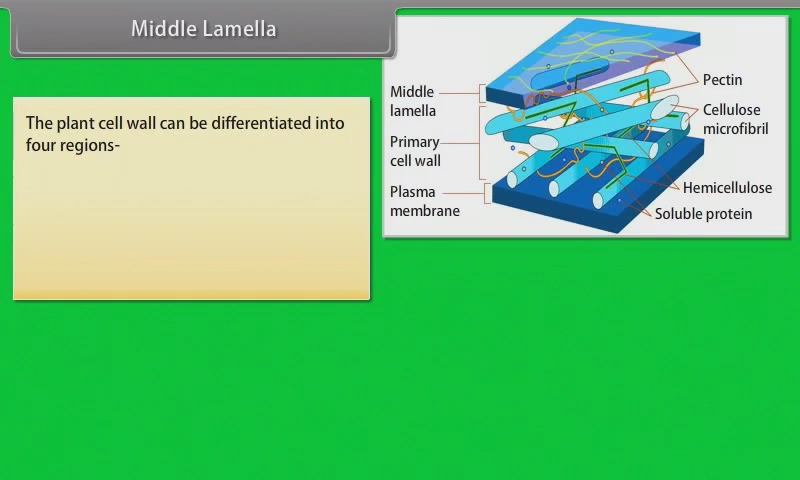 Middle Lamella
The plant cell wall can be differentiated into
four regions-
Middle
lamella
Primary
cell wall
Plasma
membrane
Pectin
Cellulose
microfibril
Hemicellulose
Soluble protein